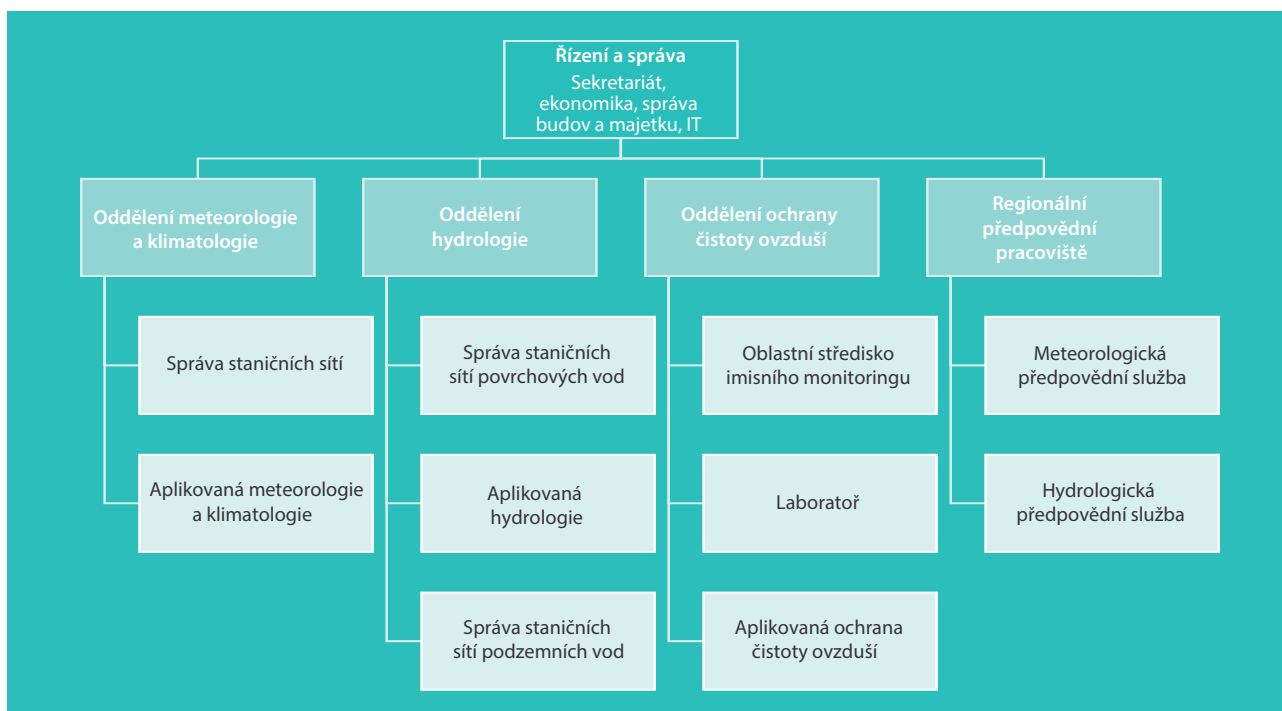 Řízení a správa
Sekretariát,
ekonomika, správa
budov a majetku, IT
Oddělení meteorologie
a klimatologie
Oddělení
hydrologie
Oddělení ochrany
čistoty ovzduší
Regionální
předpovědní
pracoviště
Správa staničních sítí
Správa staničních
sítí povrchových vod
Oblastní středisko
imisního monitoringu
Meteorologická
předpovědní služba
Aplikovaná meteorologie
a klimatologie
Aplikovaná
hydrologie
Laboratoř
Hydrologická
předpovědní služba
Správa staničních
sítí podzemních vod
Aplikovaná ochrana
čistoty ovzduší